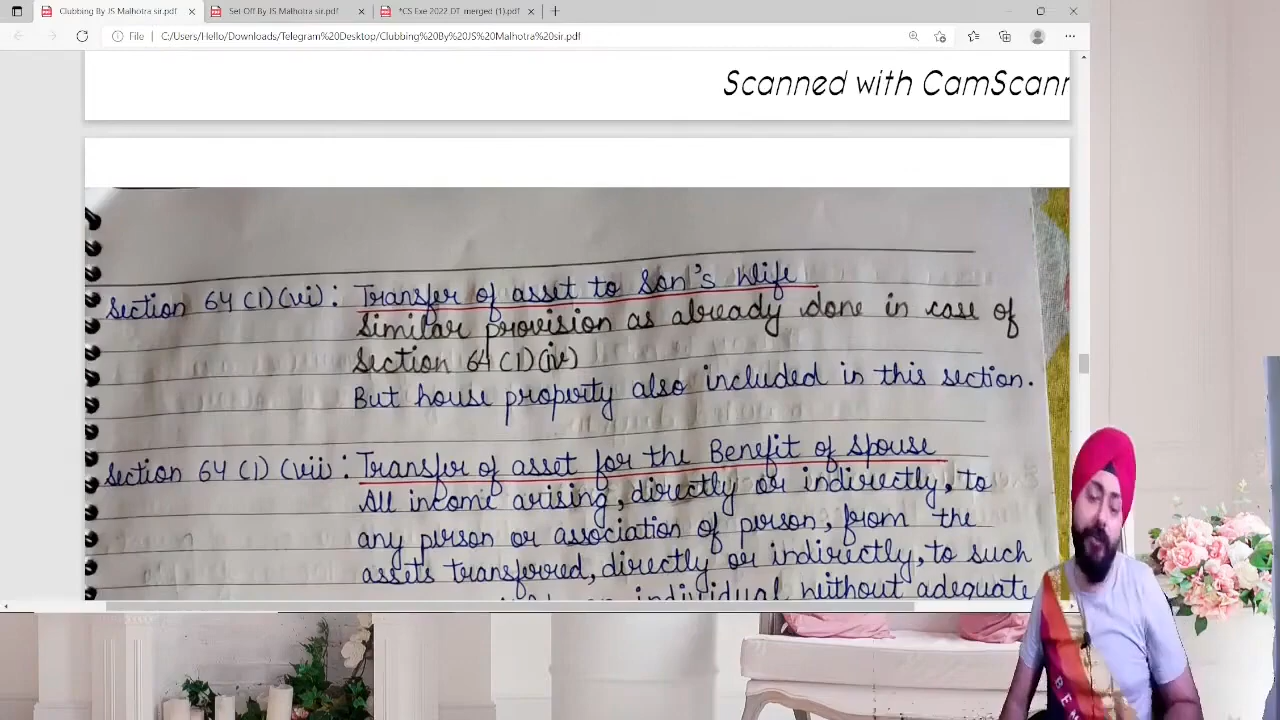 Clubbing By JS Malhotra sir.pdf
Set Off By JS Malhotra sir.pdf
*CS Exe 2022 DT merged (1).pdf
File
C:/Users/Hello/Downloads/Telegram%20Desktop/Clubbing%20By%20JS%20Malhotra%20sir.pdf
Scanned with CamScann
Section 64 (1)(vi): Transfer of asset to Son's Wife
Similar provision as already done in case of
Section 64 (1)(iv)
But house property also included in this section.
Section 64 (1) (vii): Transfer of asset for the Benefit of Spouse
All income arising, directly or indirectly, to
any person or association of person, from the
assets transferred, directly or indirectly, to such
individual without adequate
BEN